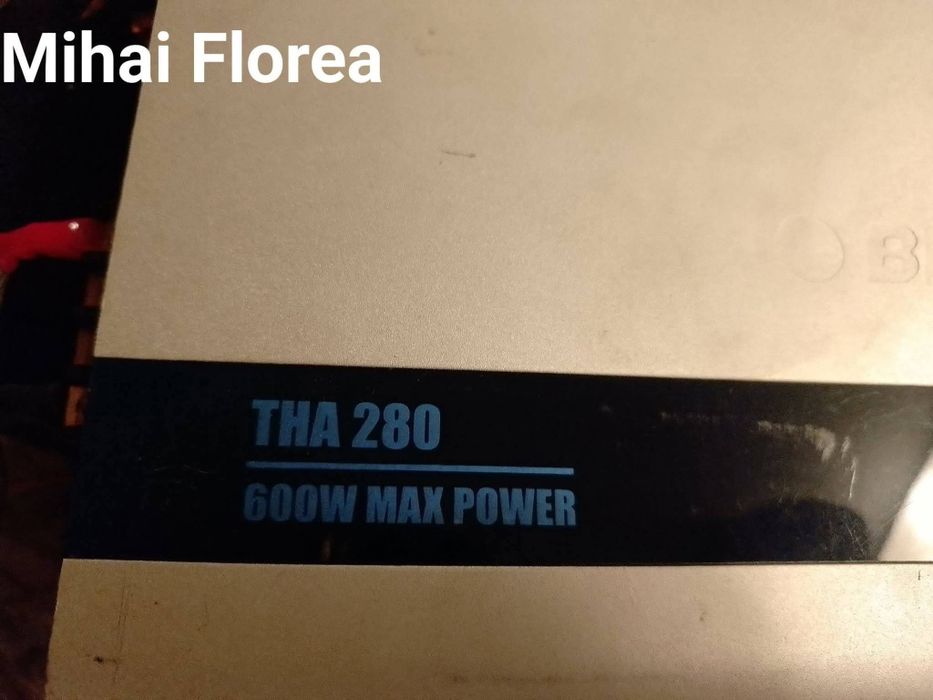 Mihai Florea
B
THA 280
600W MAX POWER